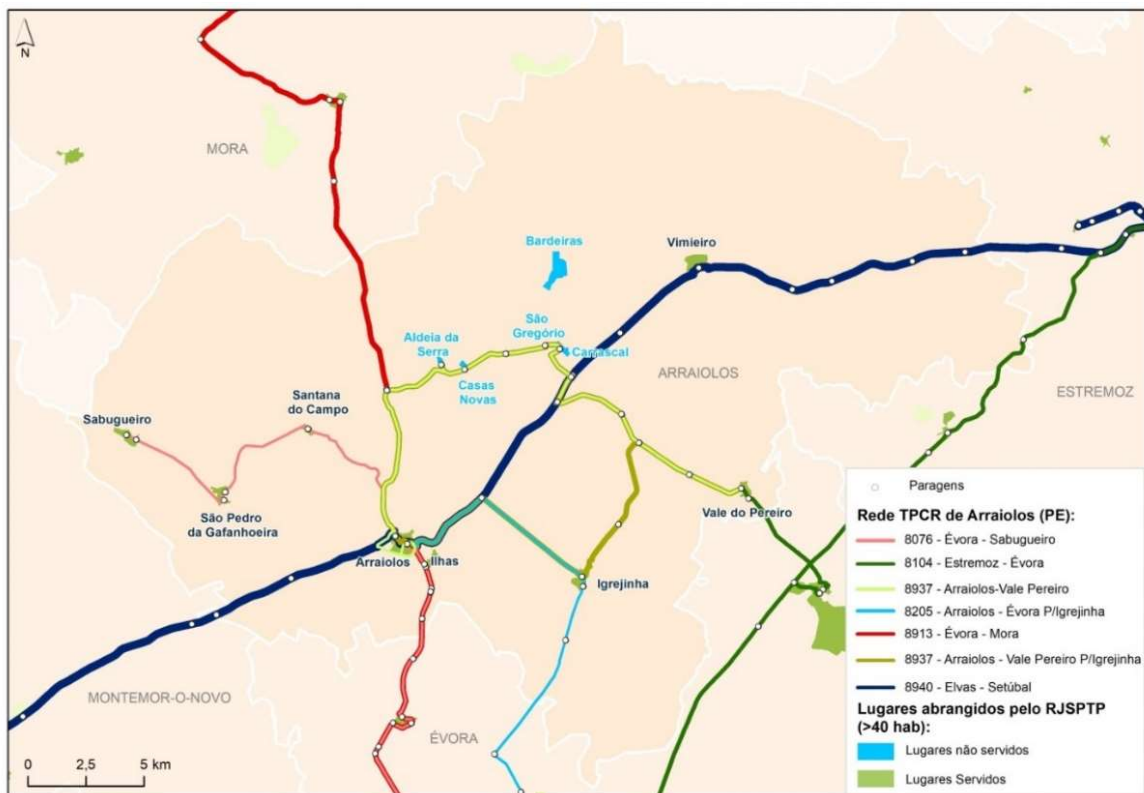 N
MORA
Bardeiras
Vimieiro
São
Gregório
Aldeia da
Serra
Carrascal
Casas
Novas
ARRAIOLOS
ESTREMOZ
Santana
do Campo
Sabugueiro
São Pedro
da Gafanhoeira
Vale do Pereiro
Arraiolos
Ilhas
Igrejinha
MONTEMOR-O-NOVO
ÉVORA
0 2,5 5 km
Paragens
Rede TPCR de Arraiolos (PE):
8076 - Évora - Sabugueiro
8104 - Estremoz - Évora
8937 - Arraiolos-Vale Pereiro
8205 - Arraiolos - Évora P/Igrejinha
8913 - Évora - Mora
8937 - Arraiolos - Vale Pereiro P/Igrejinha
8940 - Elvas - Setúbal
Lugares abrangidos pelo RJSPTP
(>40 hab):
Lugares não servidos
Lugares Servidos